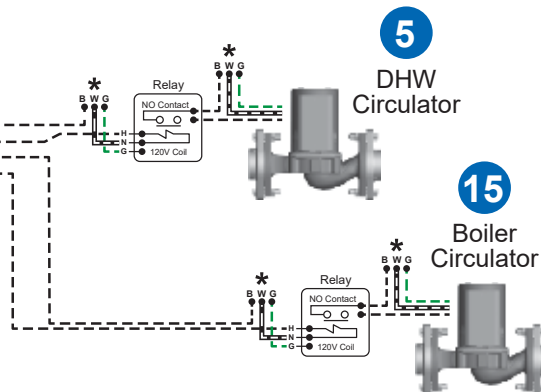 5
DHW
Circulator
*
B W G
Relay
NO Contact
H
N
G
120V Coil
*
B W G
15
Boiler
Circulator
*
B W G
Relay
NO Contact
H
N
G
120V Coil
*
B W G